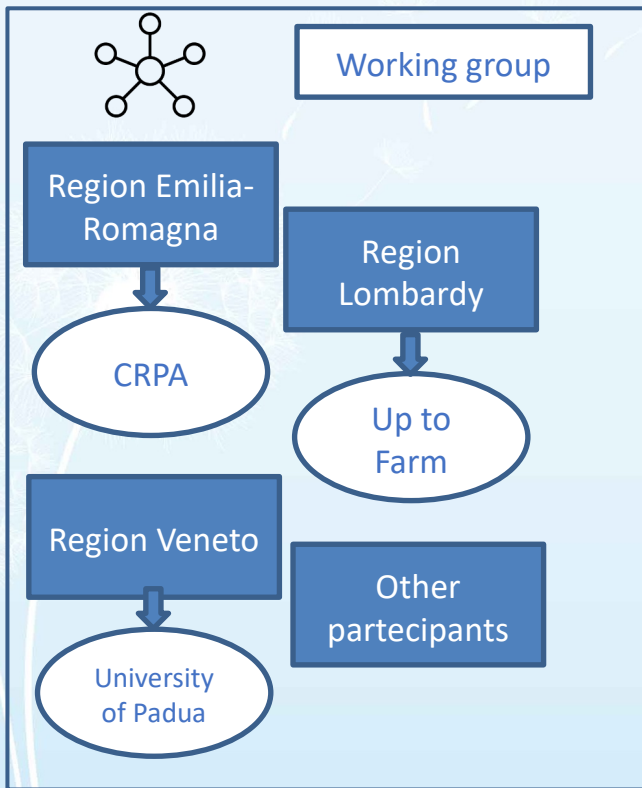 Working group
Region Emilia-
Romagna
CRPA
Region
Lombardy
Up to
Farm
Region Veneto
University
of Padua
Other
partecipants